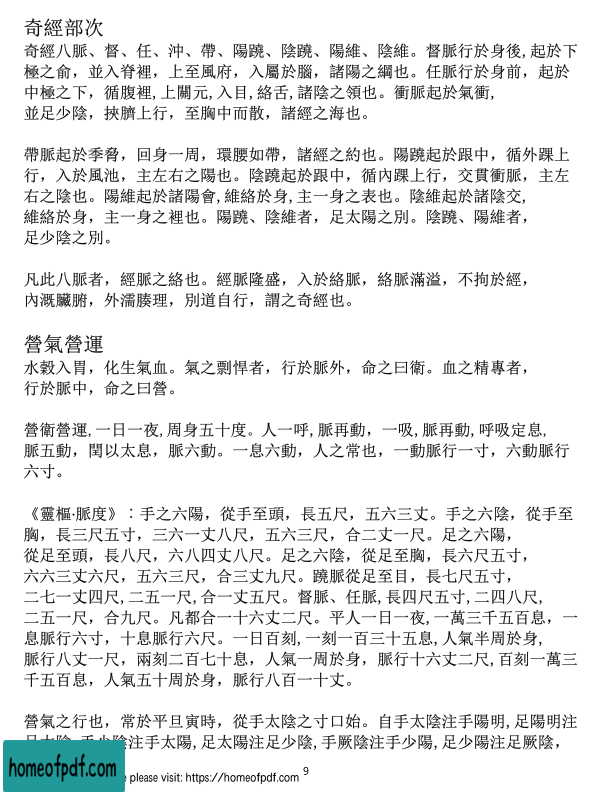 奇經部次
奇經八脈、督、任、沖、帶、陽蹺、陰蹺、陽維、陰維。督脈行於身後,起於下
極之俞，並入脊裡，上至風府，入屬於腦，諸陽之綱也。任脈行於身前，起於
中極之下，循腹裡,上關元,入目,絡舌,諸陰之領也。衝脈起於氣衝,
並足少陰，挾臍上行，至胸中而散，諸經之海也。
帶脈起於季脅，回身一周，環腰如帶，諸經之約也。陽蹺起於跟中，循外踝上
行，入於風池，主左右之陽也。陰蹺起於跟中，循內踝上行，交貫衝脈，主左
右之陰也。陽維起於諸陽會,維絡於身,主一身之表也。陰維起於諸陰交,
維絡於身，主一身之裡也。陽蹺、陰維者，足太陽之別。陰蹺、陽維者，
足少陰之別。
凡此八脈者，經脈之絡也。經脈隆盛，入於絡脈，絡脈滿溢，不拘於經，
內溉臟腑，外濡腠理，別道自行，謂之奇經也。
營氣營運
水穀入胃，化生氣血。氣之剽悍者，行於脈外，命之曰衛。血之精專者，
行於脈中，命之曰營。
營衛營運,一日一夜,周身五十度。人一呼,脈再動，一吸,脈再動,呼吸定息,
脈五動，閏以太息，脈六動。一息六動，人之常也，一動脈行一寸，六動脈行
六寸。
《靈樞·脈度》：手之六陽，從手至頭，長五尺，五六三丈。手之六陰，從手至
胸，長三尺五寸，三六一丈八尺，五六三尺，合二丈一尺。足之六陽，
從足至頭，長八尺，六八四丈八尺。足之六陰，從足至胸，長六尺五寸，
六六三丈六尺，五六三尺，合三丈九尺。蹺脈從足至目，長七尺五寸，
二七一丈四尺,二五一尺,合一丈五尺。督脈、任脈,長四尺五寸,二四八尺,
二五一尺，合九尺。凡都合一十六丈二尺。平人一日一夜,一萬三千五百息，一
息脈行六寸，十息脈行六尺。一日百刻,一刻一百三十五息,人氣半周於身,
脈行八丈一尺，兩刻二百七十息，人氣一周於身，脈行十六丈二尺,百刻一萬三
千五百息，人氣五十周於身，脈行八百一十丈。
營氣之行也，常於平旦寅時，從手太陰之寸口始。自手太陰注手陽明,足陽明注
足太陰,手少陰注手太陽,足太陽注足少陰,手厥陰注手少陽,足少陽注足厥陰，
homeofpdf.com
please visit: https://homeofpdf.com
9